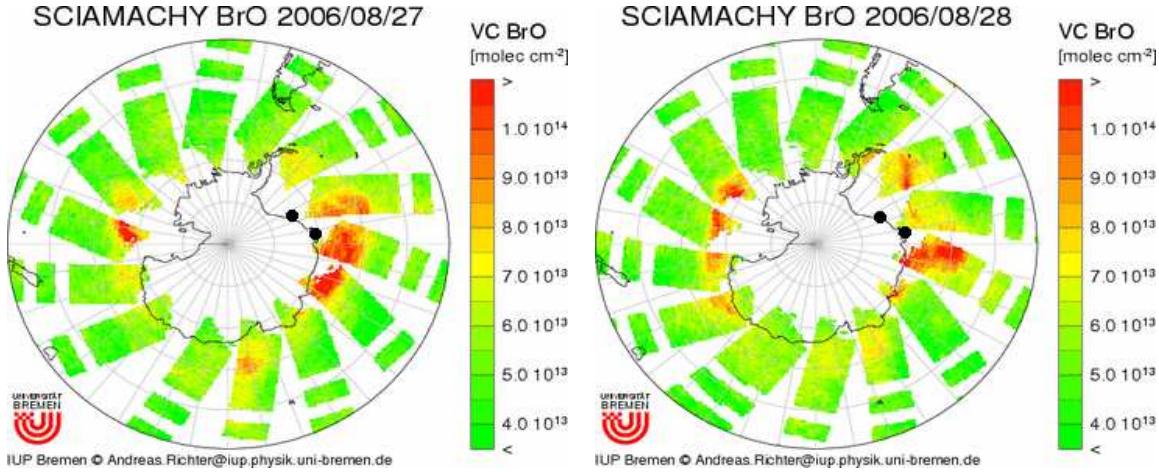 SCIAMACHY BrO 2006/08/27
VC BrO
[molec cm⁻²]
>
1.0 10¹⁴
9.0 10¹³
8.0 10¹³
7.0 10¹³
6.0 10¹³
5.0 10¹³
4.0 10¹³
<
UNIVERSITÄT
BREMEN
IUP Bremen © Andreas.Richter@iup.physik.uni-bremen.de
SCIAMACHY BrO 2006/08/28
VC BrO
[molec cm⁻²]
>
1.0 10¹⁴
9.0 10¹³
8.0 10¹³
7.0 10¹³
6.0 10¹³
5.0 10¹³
4.0 10¹³
<
UNIVERSITÄT
BREMEN
IUP Bremen © Andreas.Richter@iup.physik.uni-bremen.de